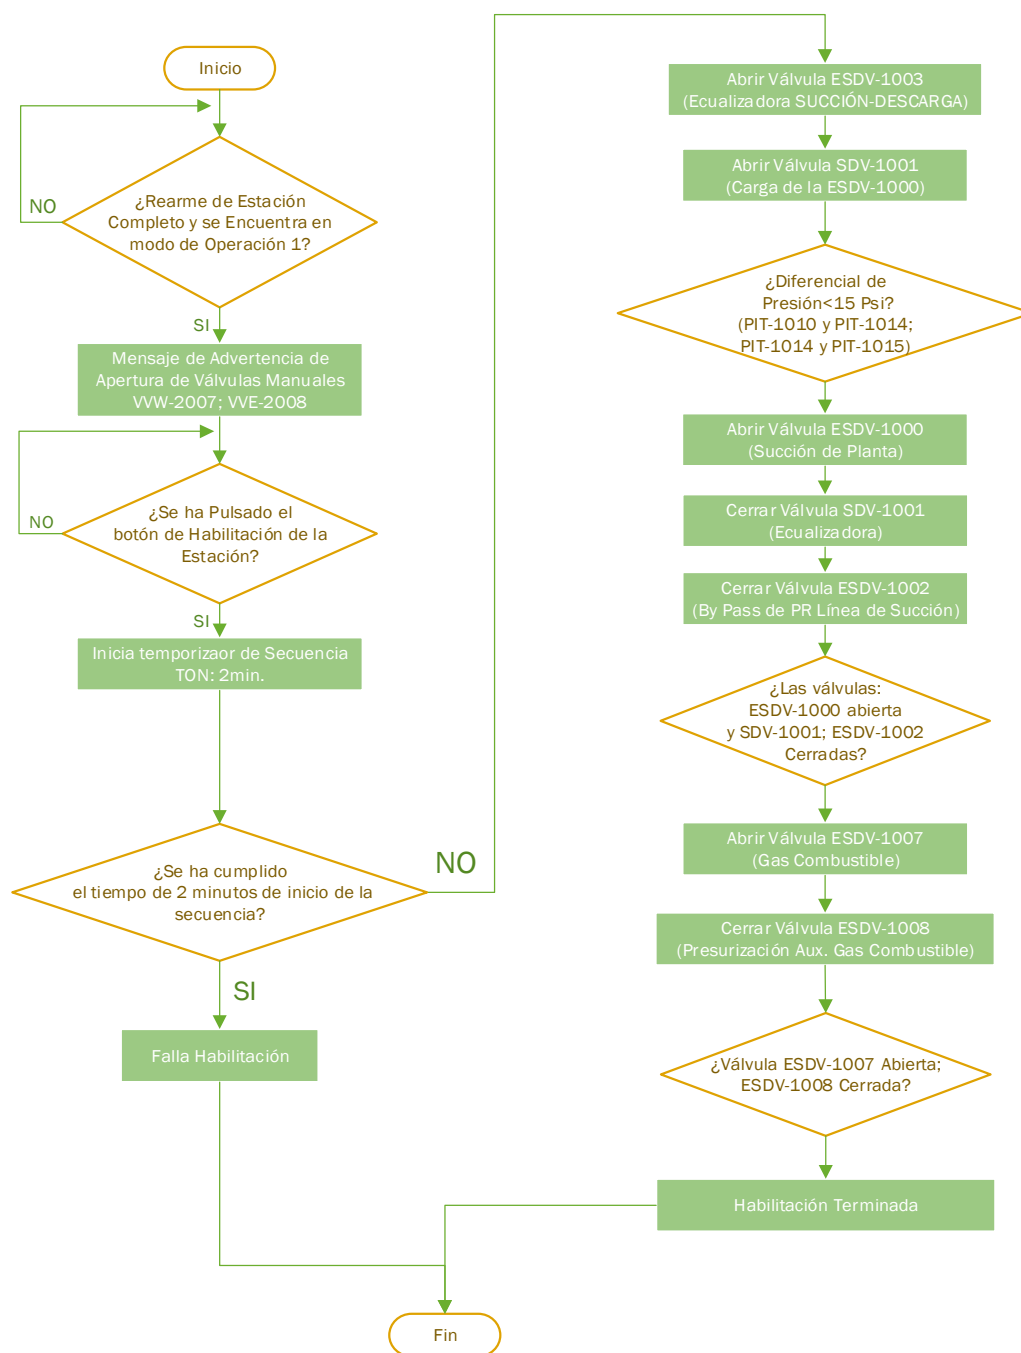 Inicio
NO
¿Rearme de Estación
Completo y se Encuentra en
modo de Operación 1?
SI
Mensaje de Advertencia de
Apertura de Válvulas Manuales
VVW-2007; VVE-2008
NO
¿Se ha Pulsado el
botón de Habilitación de la
Estación?
SI
Inicia temporizaor de Secuencia
TON: 2min.
¿Se ha cumplido
el tiempo de 2 minutos de inicio de la
secuencia?
NO
SI
Falla Habilitación
Abrir Válvula ESDV-1003
(Ecualizadora SUCCIÓN-DESCARGA)
Abrir Válvula SDV-1001
(Carga de la ESDV-1000)
¿Diferencial de
Presión<15 Psi?
(PIT-1010 y PIT-1014;
PIT-1014 y PIT-1015)
Abrir Válvula ESDV-1000
(Succión de Planta)
Cerrar Válvula SDV-1001
(Ecualizadora)
Cerrar Válvula ESDV-1002
(By Pass de PR Línea de Succión)
¿Las válvulas:
ESDV-1000 abierta
y SDV-1001; ESDV-1002
Cerradas?
Abrir Válvula ESDV-1007
(Gas Combustible)
Cerrar Válvula ESDV-1008
(Presurización Aux. Gas Combustible)
¿Válvula ESDV-1007 Abierta;
ESDV-1008 Cerrada?
Habilitación Terminada
Fin